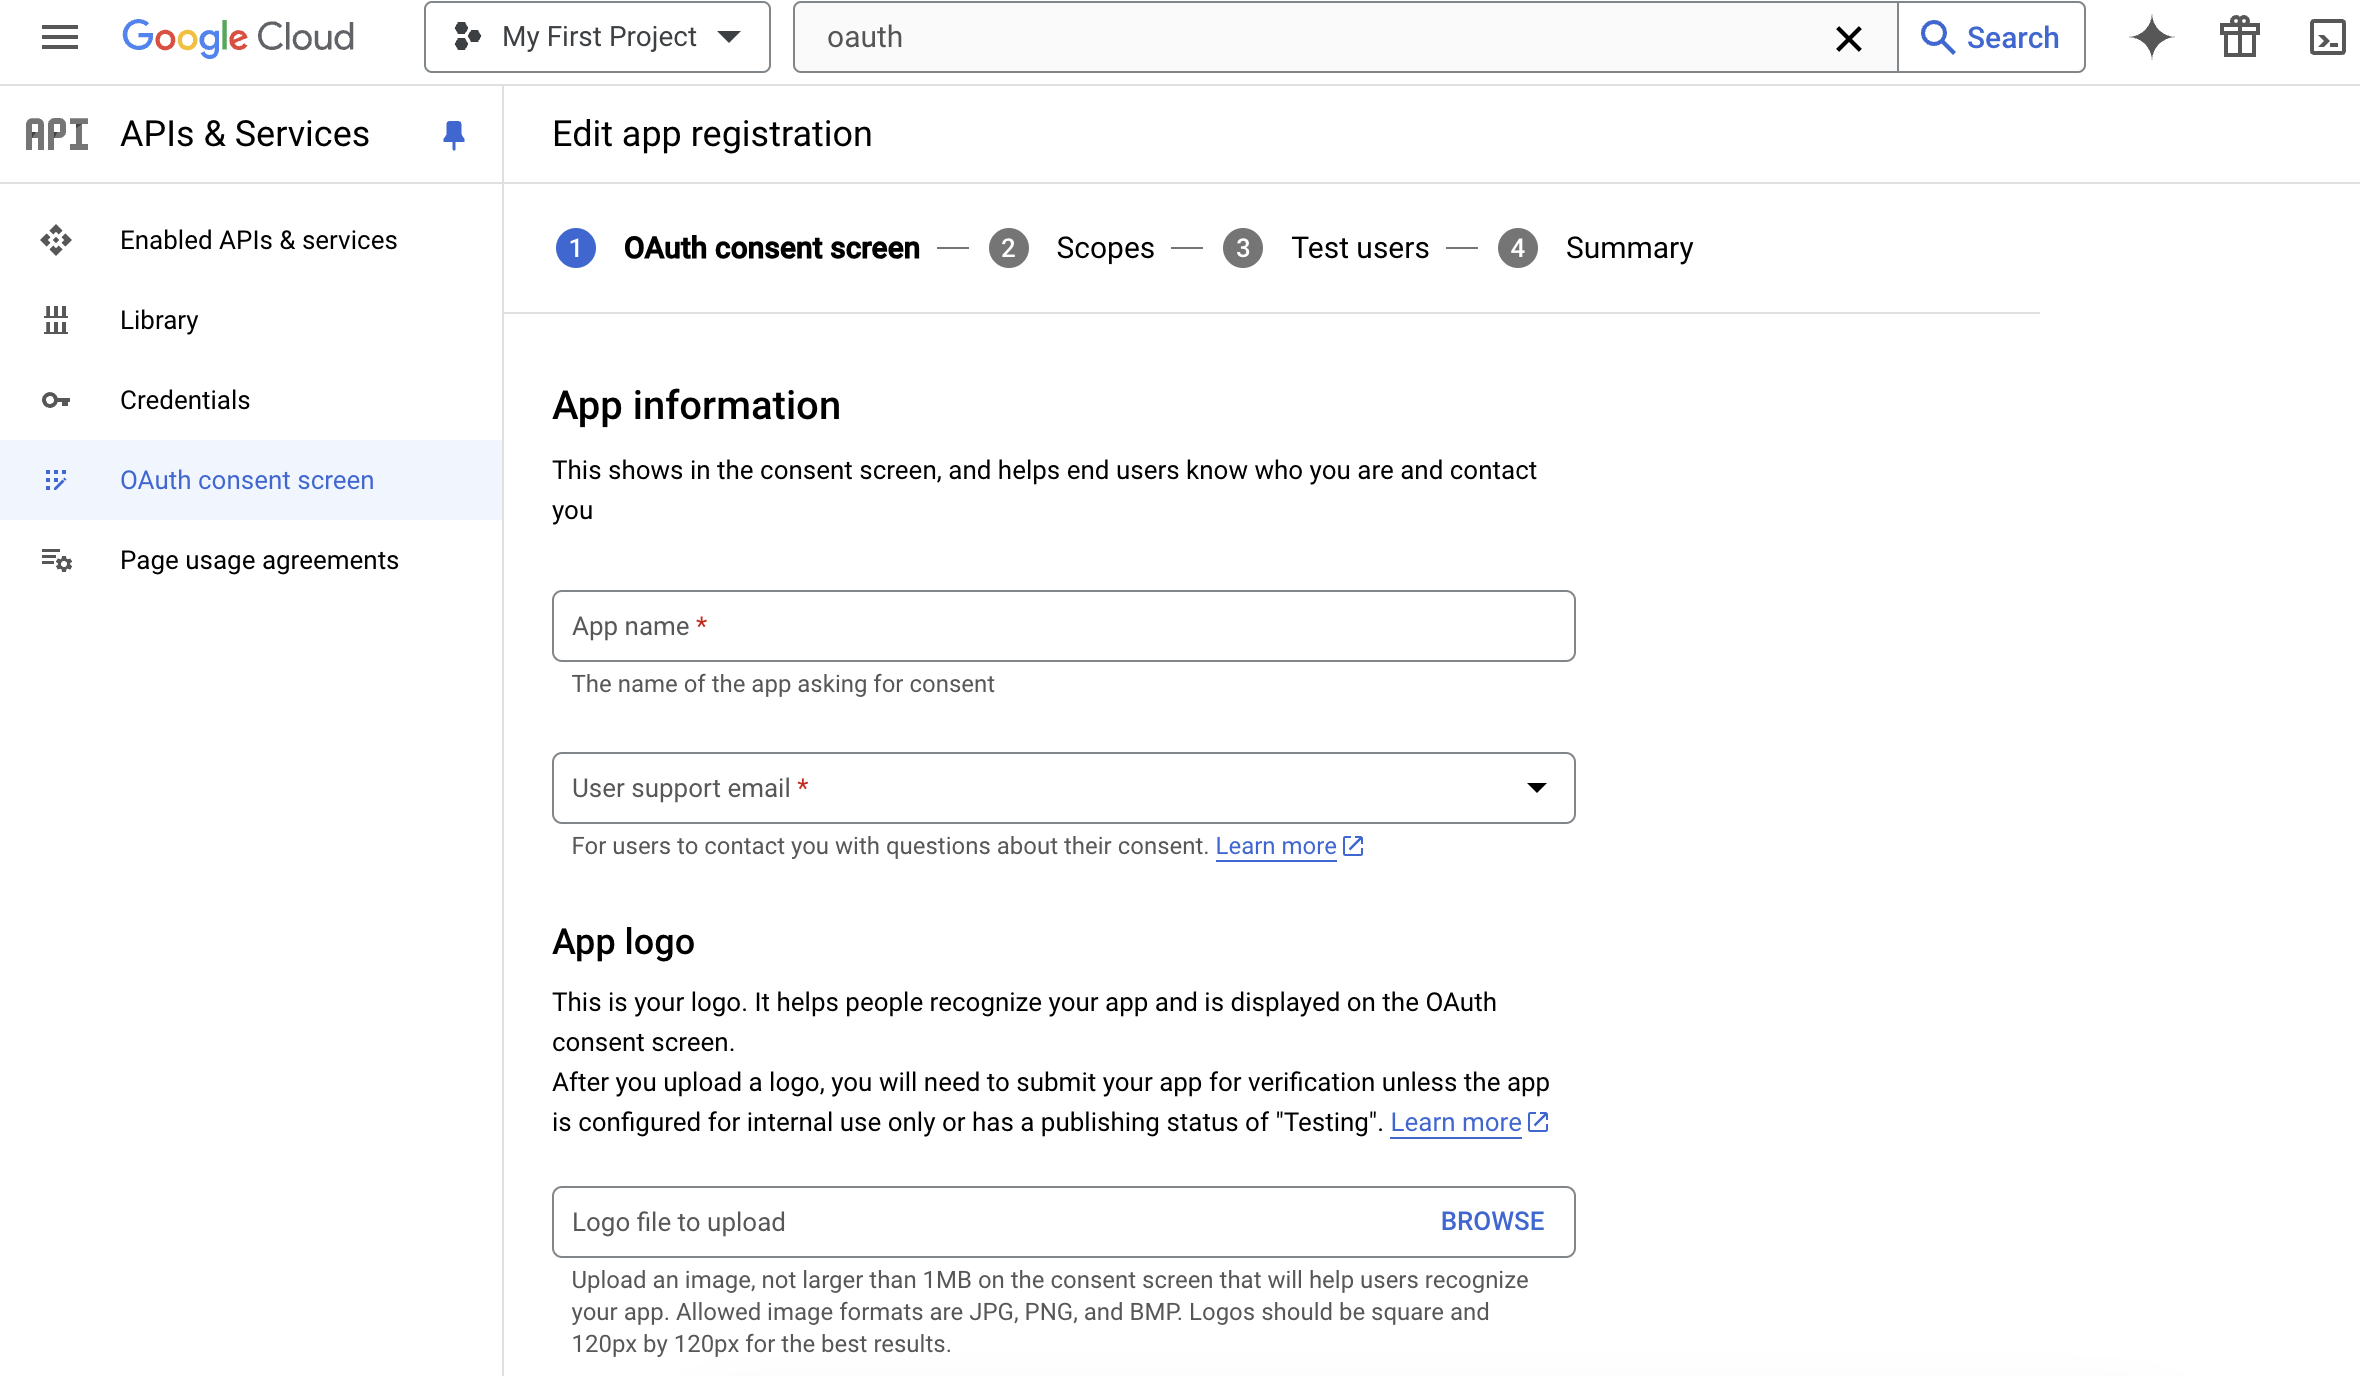 Google Cloud
My First Project
oauth
Search
API
APIs & Services
Edit app registration
Enabled APIs & services
Library
Credentials
OAuth consent screen
Page usage agreements
1 OAuth consent screen — 2 Scopes — 3 Test users — 4 Summary
App information
This shows in the consent screen, and helps end users know who you are and contact
you
App name *
The name of the app asking for consent
User support email *
For users to contact you with questions about their consent. Learn more
App logo
This is your logo. It helps people recognize your app and is displayed on the OAuth
consent screen.
After you upload a logo, you will need to submit your app for verification unless the app
is configured for internal use only or has a publishing status of "Testing". Learn more
Logo file to upload BROWSE
Upload an image, not larger than 1MB on the consent screen that will help users recognize
your app. Allowed image formats are JPG, PNG, and BMP. Logos should be square and
120px by 120px for the best results.